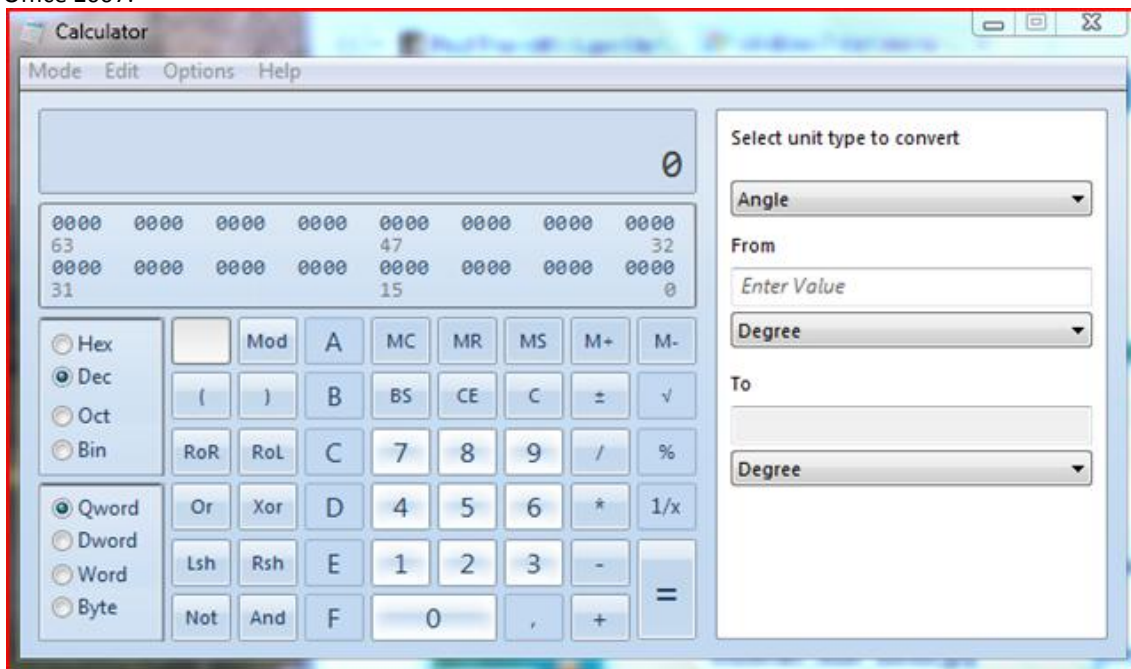 Office 2007.
Calculator
Mode Edit Options Help
0
0000 0000 0000 0000 0000 0000 0000 0000
63 47 32
0000 0000 0000 0000 0000 0000 0000 0000
31 15 0
Hex
Dec
Oct
Bin
Qword
Dword
Word
Byte
Mod A MC MR MS M+ M-
( ) B BS CE C ± √
RoR RoL C 7 8 9 / %
Or Xor D 4 5 6 * 1/x
Lsh Rsh E 1 2 3 - =
Not And F 0 , +
Select unit type to convert
Angle
From
Enter Value
Degree
To
Degree